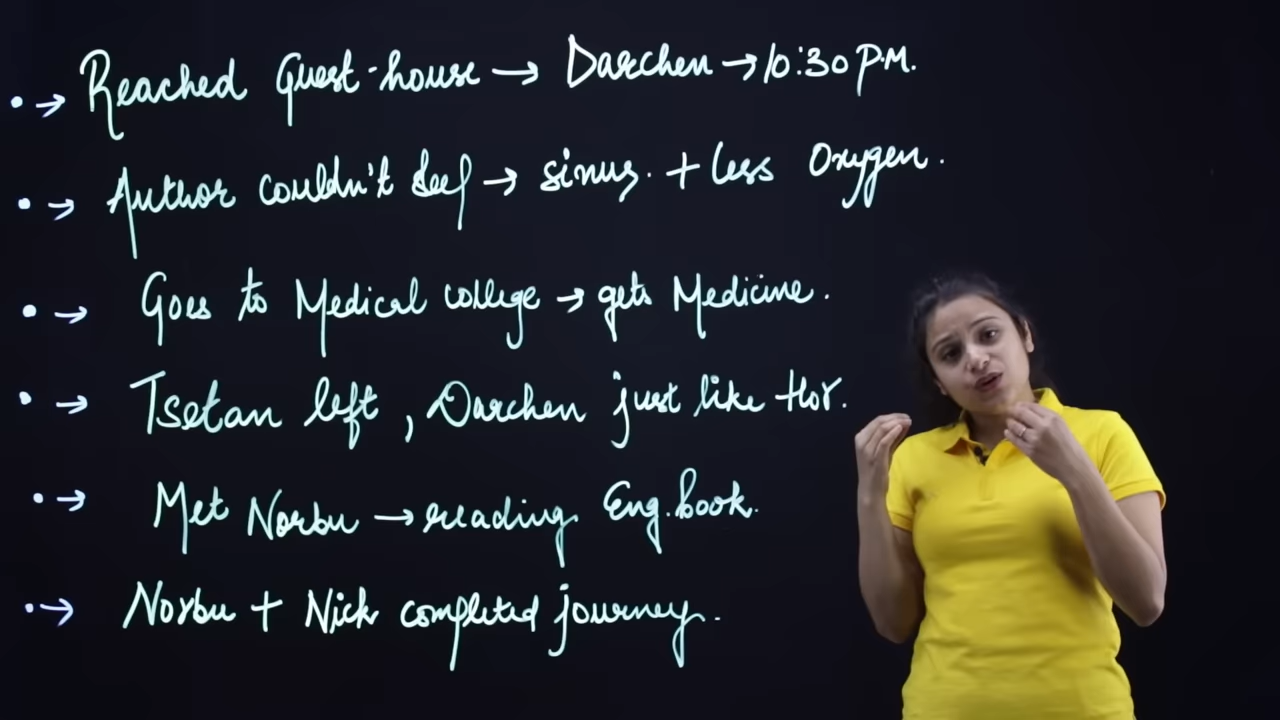 • → Reached Guest-house → Darchen → 10:30 P.M.
• → Author couldn't sleep → sinus. + less Oxygen.
• → Goes to Medical college → gets Medicine.
• → Tsetan left, Darchen just like Hor.
• → Met Norbu → reading Eng. book.
• → Norbu + Nick completed journey.